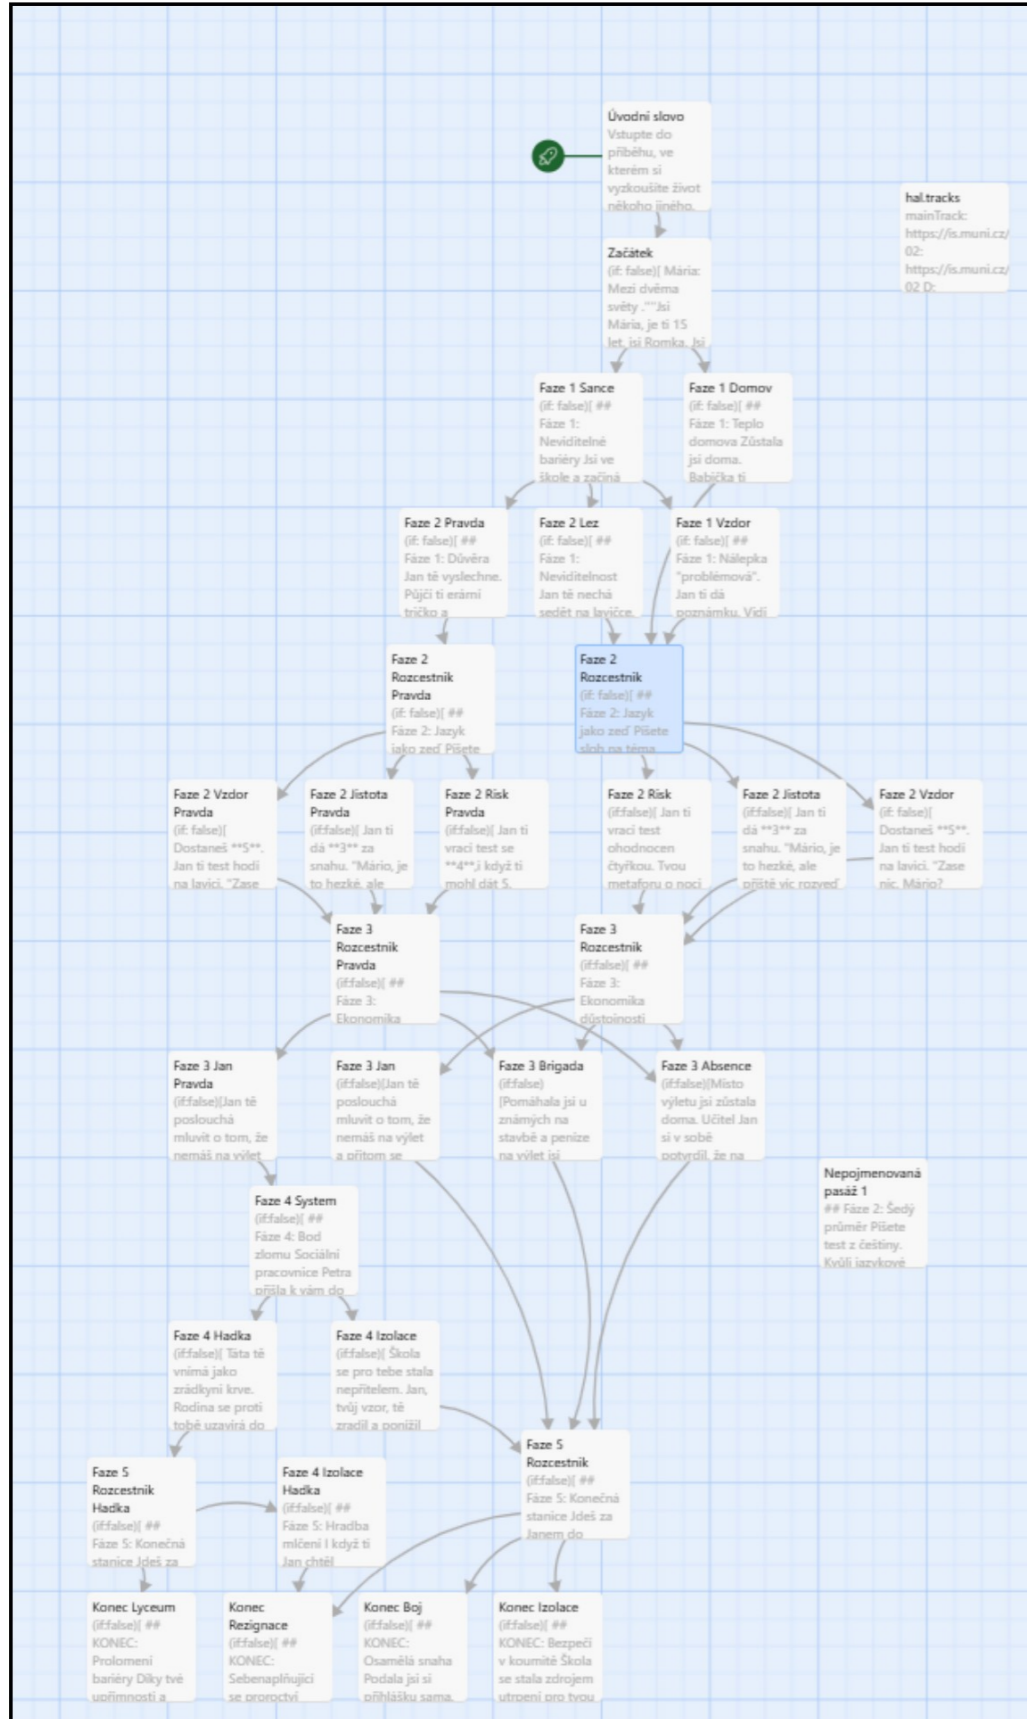 Úvodní slovo
Vstupte do
příběhu, ve
kterém si
vyzkoušíte život
někoho jiného.
hal.tracks
mainTrack:
https://is.muni.cz/
02:
https://is.muni.cz/
02 D:
Začátek
(if: false)[ Mária:
Mezi dvěma
světy .""Jsi
Mária, je ti 15
let, jsi Romka. Jsi
Faze 1 Sance
(if: false)[ ##
Fáze 1:
Neviditelné
bariéry Jsi ve
škole a začíná
Faze 1 Domov
(if: false)[ ##
Fáze 1: Teplo
domova Zůstala
jsi doma.
Babička ti
Faze 2 Pravda
(if: false)[ ##
Fáze 1: Důvěra
Jan tě vyslechne.
Půjčí ti erární
tričko a
Faze 2 Lez
(if: false)[ ##
Fáze 1:
Neviditelnost
Jan tě nechá
sedět na lavičce.
Faze 1 Vzdor
(if: false)[ ##
Fáze 1: Nálepka
"problémová".
Jan ti dá
poznámku. Vidí
Faze 2
Rozcestnik
Pravda
(if: false)[ ##
Fáze 2: Jazyk
jako zeď Píšete
Faze 2
Rozcestnik
(if: false)[ ##
Fáze 2: Jazyk
jako zeď Píšete
sloh na téma
Faze 2 Vzdor
Pravda
(if: false)[
Dostaneš **5**.
Jan ti test hodí
na lavici. "Zase
Faze 2 Jistota
Pravda
(if:false)[ Jan ti
dá **3** za
snahu. "Mário, je
to hezké, ale
Faze 2 Risk
Pravda
(if:false)[ Jan ti
vrací test se
**4**,i když ti
mohl dát 5.
Faze 2 Risk
(if:false)[ Jan ti
vrací test
ohodnocen
čtyřkou. Tvou
metaforu o noci
Faze 2 Jistota
(if:false)[ Jan ti
dá **3** za
snahu. "Mário, je
to hezké, ale
příště víc rozveď
Faze 2 Vzdor
(if: false)[
Dostaneš **5**.
Jan ti test hodí
na lavici. "Zase
nic, Mário?
Faze 3
Rozcestnik
Pravda
(if:false)[ ##
Fáze 3:
Ekonomika
Faze 3
Rozcestnik
(if:false)[ ##
Fáze 3:
Ekonomika
důstojnosti
Faze 3 Jan
Pravda
(if:false)[Jan tě
poslouchá
mluvit o tom, že
nemáš na výlet
Faze 3 Jan
(if:false)[Jan tě
poslouchá
mluvit o tom, že
nemáš na výlet
a přitom se
Faze 3 Brigada
(if:false)
[Pomáhala jsi u
známých na
stavbě a peníze
na výlet jsi
Faze 3 Absence
(if:false)[Místo
výletu jsi zůstala
doma. Učitel Jan
si v sobě
potvrdil, že na
Nepojmenovaná
pasáž 1
## Fáze 2: Šedý
průměr Píšete
test z češtiny.
Kvůli jazykové
Faze 4 System
(if:false)[ ##
Fáze 4: Bod
zlomu Sociální
pracovnice Petra
přišla k vám do
Faze 4 Hadka
(if:false)[ Táta tě
vnímá jako
zrádkyni krve.
Rodina se proti
tobě uzavírá do
Faze 4 Izolace
(if:false)[ Škola
se pro tebe stala
nepřítelem. Jan,
tvůj vzor, tě
zradil a ponížil
Faze 5
Rozcestnik
(if:false)[ ##
Fáze 5: Konečná
stanice Jdeš za
Janem do
Faze 5
Rozcestnik
Hadka
(if:false)[ ##
Fáze 5: Konečná
stanice Jdeš za
Faze 4 Izolace
Hadka
(if:false)[ ##
Fáze 5: Hradba
mlčení I když ti
Jan chtěl
Konec Lyceum
(if:false)[ ##
KONEC:
Prolomení
bariéry Díky tvé
upřímnosti a
Konec
Rezignace
(if:false)[ ##
KONEC:
Sebenaplňující
se proroctví
Konec Boj
(if:false)[ ##
KONEC:
Osamělá snaha
Podala jsi si
přihlášku sama.
Konec Izolace
(if:false)[ ##
KONEC: Bezpečí
v koumitě Škola
se stala zdrojem
utrpení pro tvou